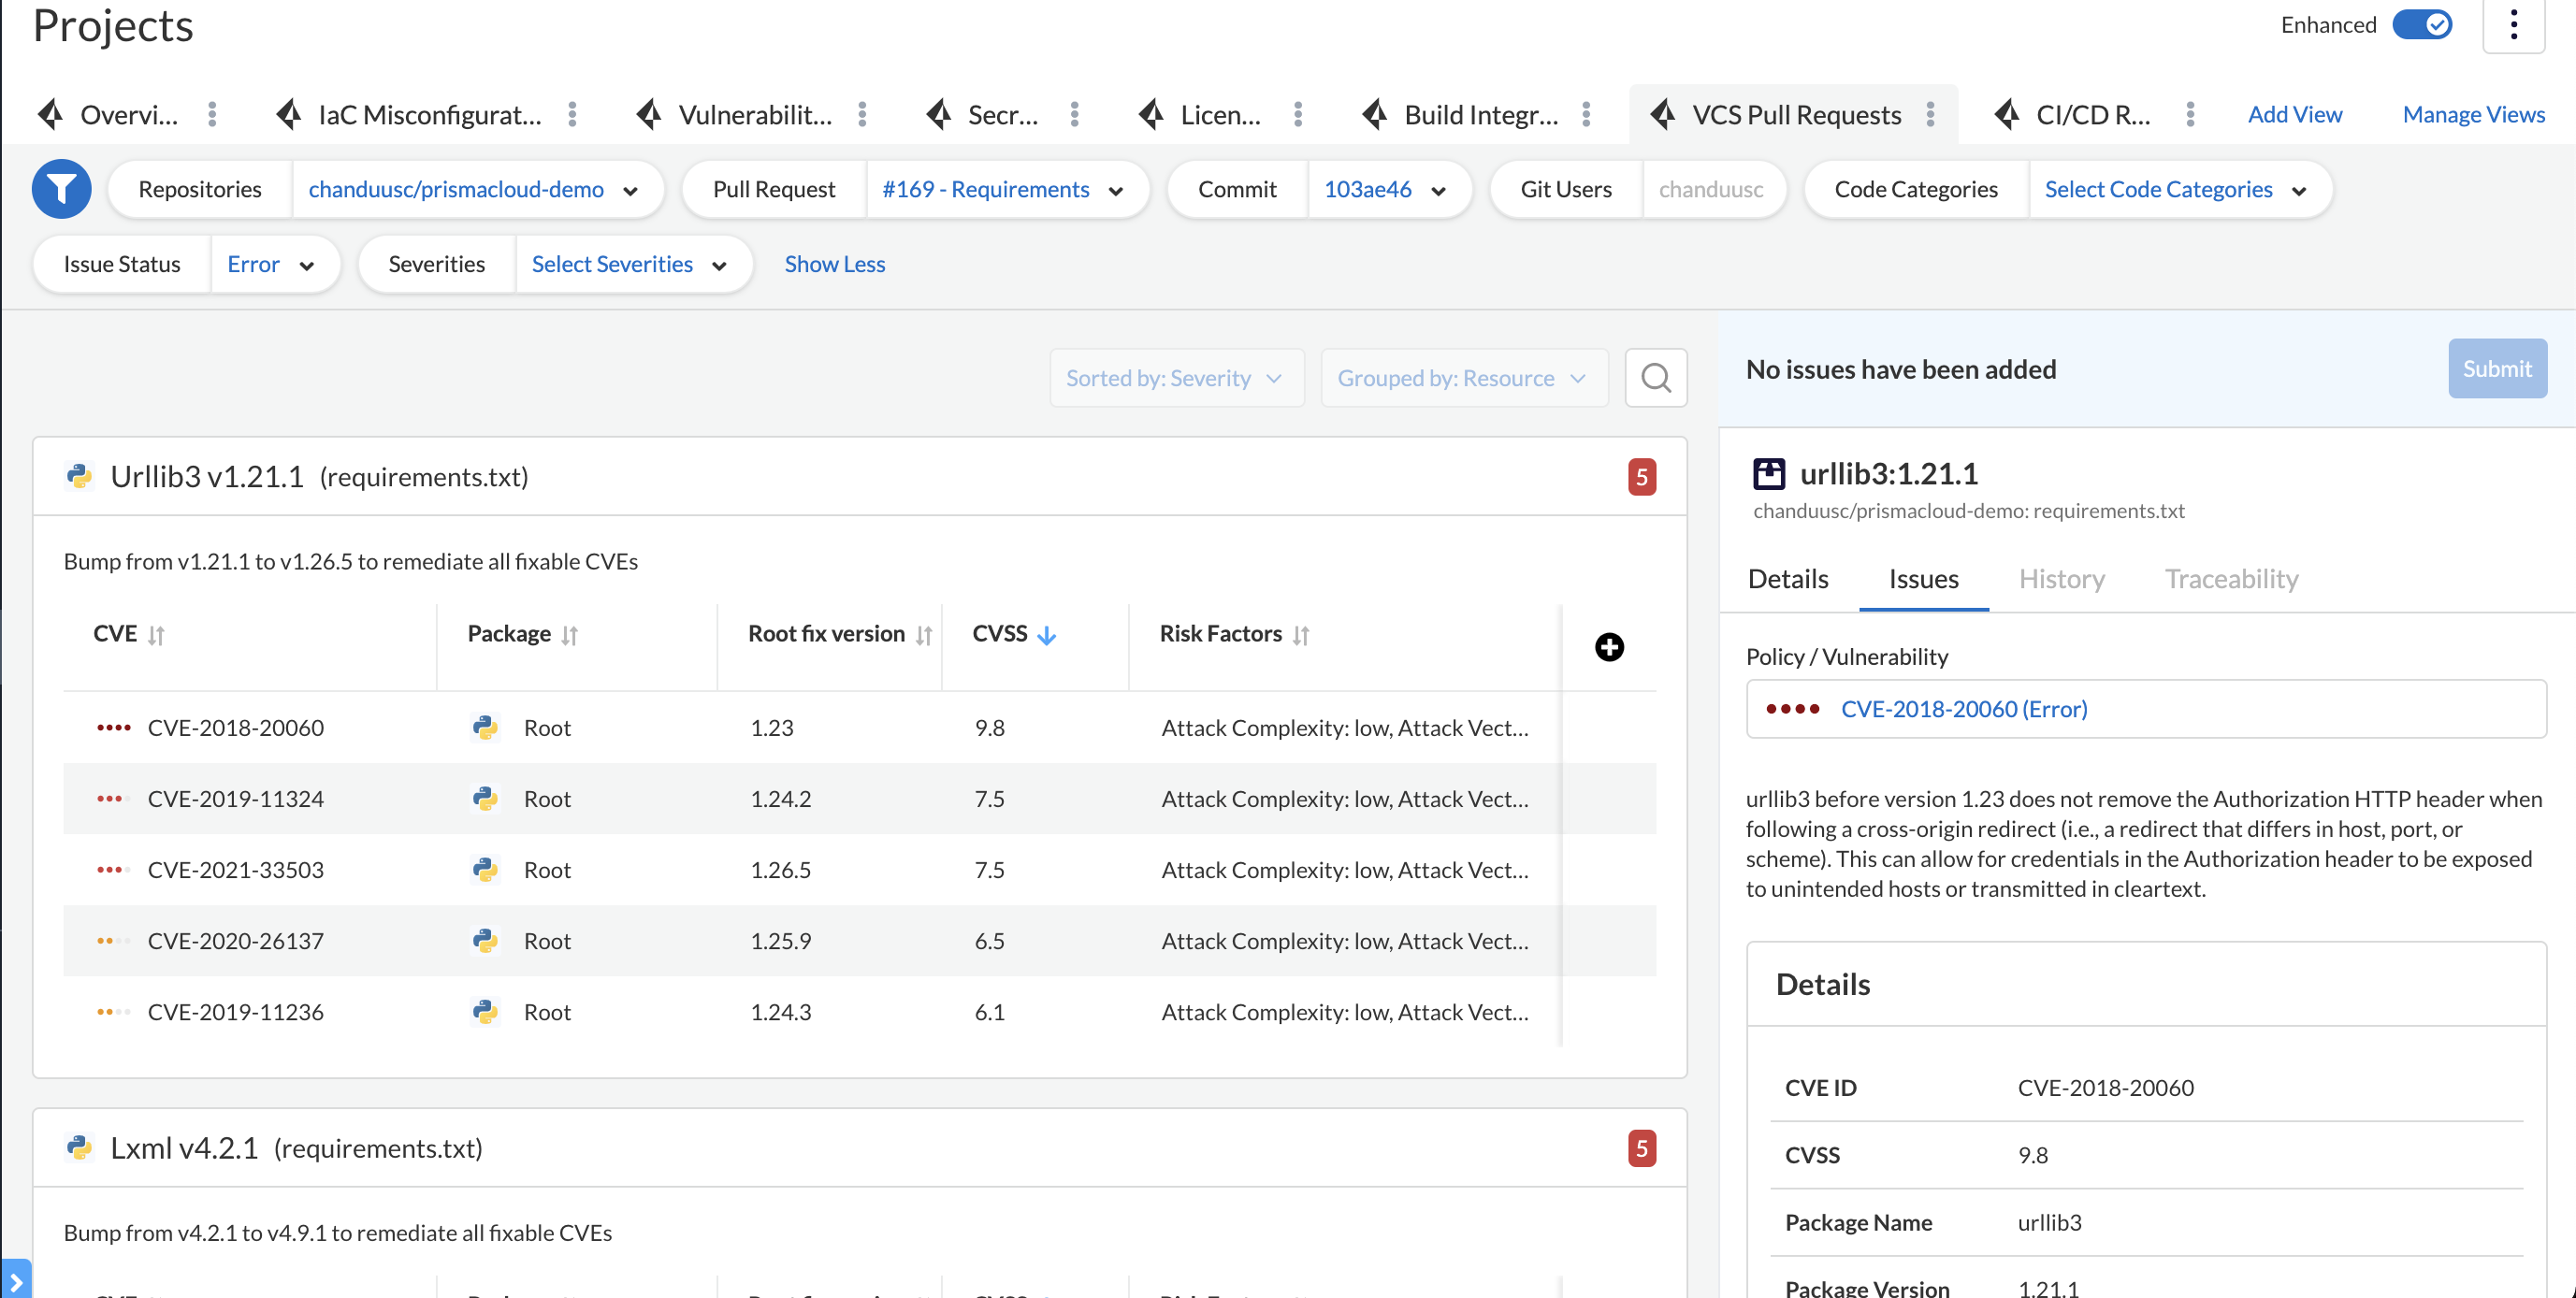 Projects
Enhanced
Overvi...
IaC Misconfigurat...
Vulnerabilit...
Secr...
Licen...
Build Integr...
VCS Pull Requests
CI/CD R...
Add View
Manage Views
Repositories chanduusc/prismacloud-demo
Pull Request #169 - Requirements
Commit 103ae46
Git Users chanduusc
Code Categories Select Code Categories
Issue Status Error
Severities Select Severities
Show Less
Sorted by: Severity
Grouped by: Resource
Urllib3 v1.21.1 (requirements.txt) 5
Bump from v1.21.1 to v1.26.5 to remediate all fixable CVEs
CVE Package Root fix version CVSS Risk Factors
CVE-2018-20060 Root 1.23 9.8 Attack Complexity: low, Attack Vect...
CVE-2019-11324 Root 1.24.2 7.5 Attack Complexity: low, Attack Vect...
CVE-2021-33503 Root 1.26.5 7.5 Attack Complexity: low, Attack Vect...
CVE-2020-26137 Root 1.25.9 6.5 Attack Complexity: low, Attack Vect...
CVE-2019-11236 Root 1.24.3 6.1 Attack Complexity: low, Attack Vect...
Lxml v4.2.1 (requirements.txt) 5
Bump from v4.2.1 to v4.9.1 to remediate all fixable CVEs
No issues have been added
Submit
urllib3:1.21.1
chanduusc/prismacloud-demo: requirements.txt
Details Issues History Traceability
Policy / Vulnerability
CVE-2018-20060 (Error)
urllib3 before version 1.23 does not remove the Authorization HTTP header when
following a cross-origin redirect (i.e., a redirect that differs in host, port, or
scheme). This can allow for credentials in the Authorization header to be exposed
to unintended hosts or transmitted in cleartext.
Details
CVE ID CVE-2018-20060
CVSS 9.8
Package Name urllib3
Package Version 1.21.1